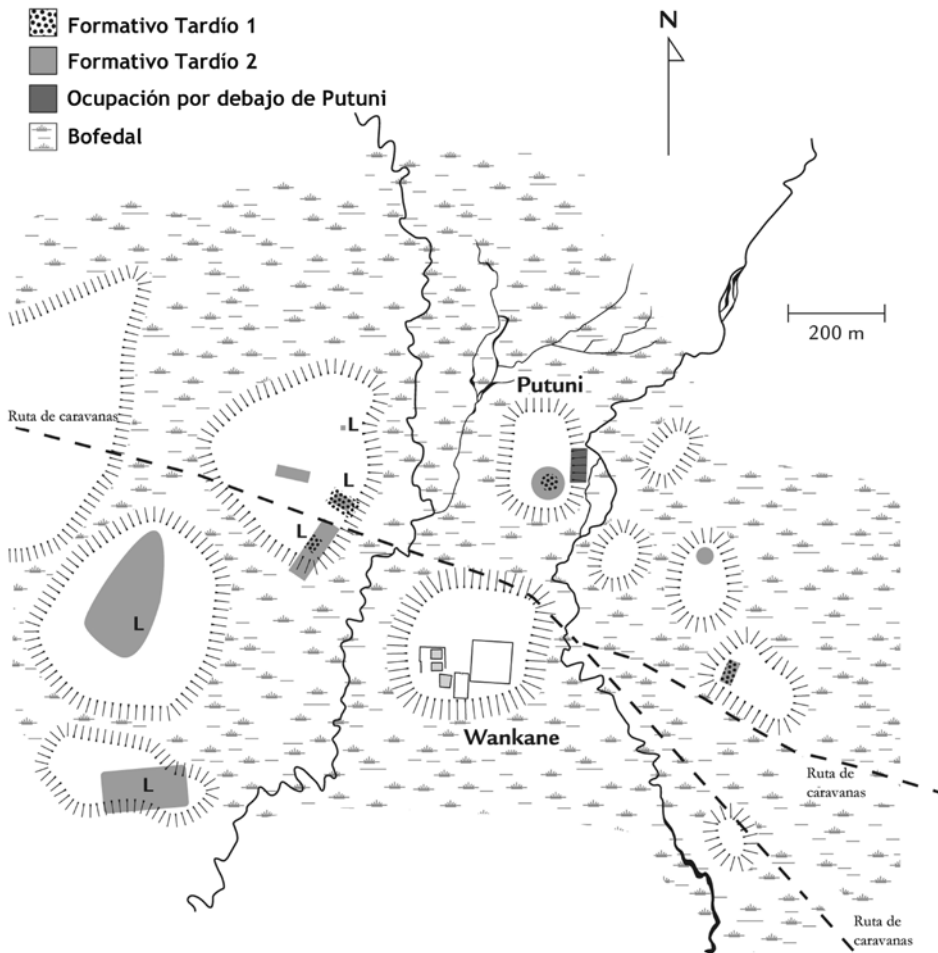 Formativo Tardío 1
Formativo Tardío 2
Ocupación por debajo de Putuni
Bofedal
N
200 m
Putuni
Ruta de caravanas
L
L
L
L
L
Wankane
Ruta de
caravanas
Ruta de
caravanas